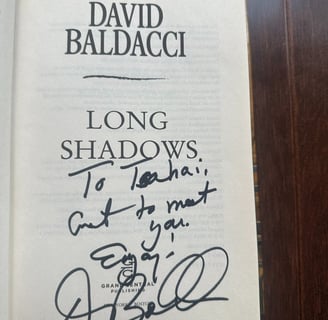 DAVID
BALDACCI
LONG
SHADOWS
To
Great to meet
you.
Enjoy!
GRAND CENTRAL
PUBLISHING